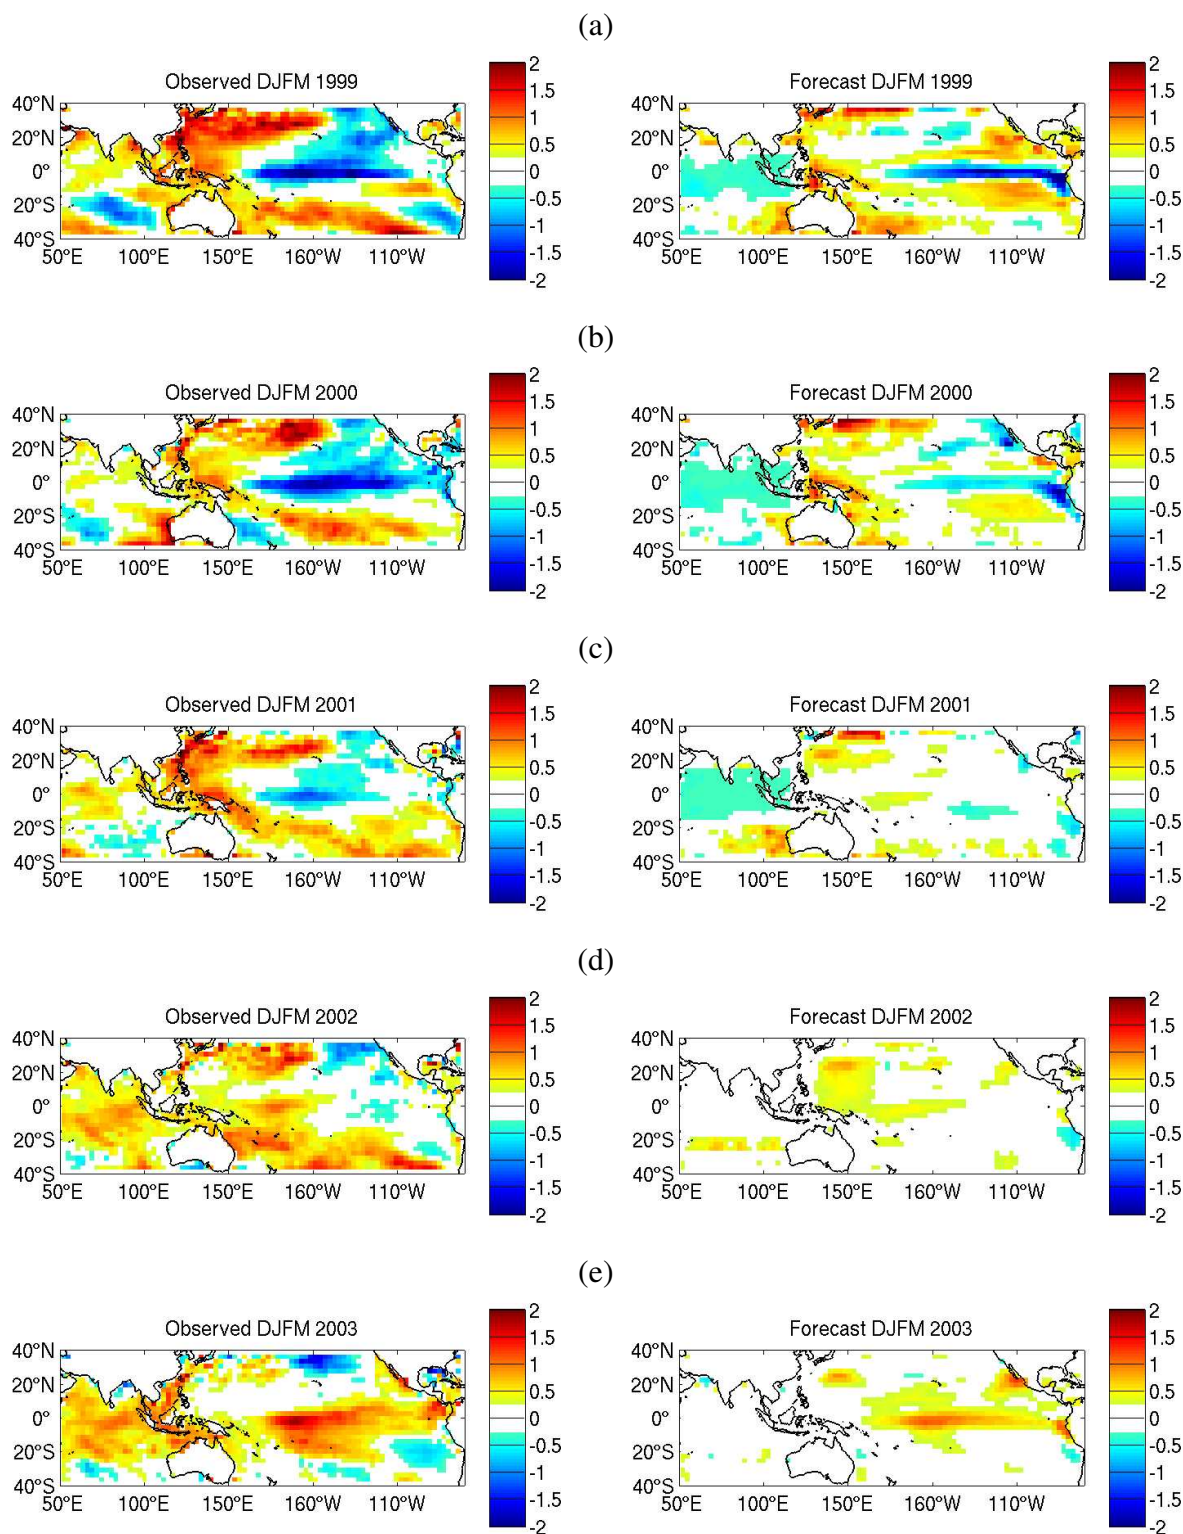 (a)
Observed DJFM 1999
40°N
20°N
0°
20°S
40°S
50°E 100°E 150°E 160°W 110°W
2
1.5
1
0.5
0
-0.5
-1
-1.5
-2
Forecast DJFM 1999
40°N
20°N
0°
20°S
40°S
50°E 100°E 150°E 160°W 110°W
2
1.5
1
0.5
0
-0.5
-1
-1.5
-2
(b)
Observed DJFM 2000
40°N
20°N
0°
20°S
40°S
50°E 100°E 150°E 160°W 110°W
2
1.5
1
0.5
0
-0.5
-1
-1.5
-2
Forecast DJFM 2000
40°N
20°N
0°
20°S
40°S
50°E 100°E 150°E 160°W 110°W
2
1.5
1
0.5
0
-0.5
-1
-1.5
-2
(c)
Observed DJFM 2001
40°N
20°N
0°
20°S
40°S
50°E 100°E 150°E 160°W 110°W
2
1.5
1
0.5
0
-0.5
-1
-1.5
-2
Forecast DJFM 2001
40°N
20°N
0°
20°S
40°S
50°E 100°E 150°E 160°W 110°W
2
1.5
1
0.5
0
-0.5
-1
-1.5
-2
(d)
Observed DJFM 2002
40°N
20°N
0°
20°S
40°S
50°E 100°E 150°E 160°W 110°W
2
1.5
1
0.5
0
-0.5
-1
-1.5
-2
Forecast DJFM 2002
40°N
20°N
0°
20°S
40°S
50°E 100°E 150°E 160°W 110°W
2
1.5
1
0.5
0
-0.5
-1
-1.5
-2
(e)
Observed DJFM 2003
40°N
20°N
0°
20°S
40°S
50°E 100°E 150°E 160°W 110°W
2
1.5
1
0.5
0
-0.5
-1
-1.5
-2
Forecast DJFM 2003
40°N
20°N
0°
20°S
40°S
50°E 100°E 150°E 160°W 110°W
2
1.5
1
0.5
0
-0.5
-1
-1.5
-2